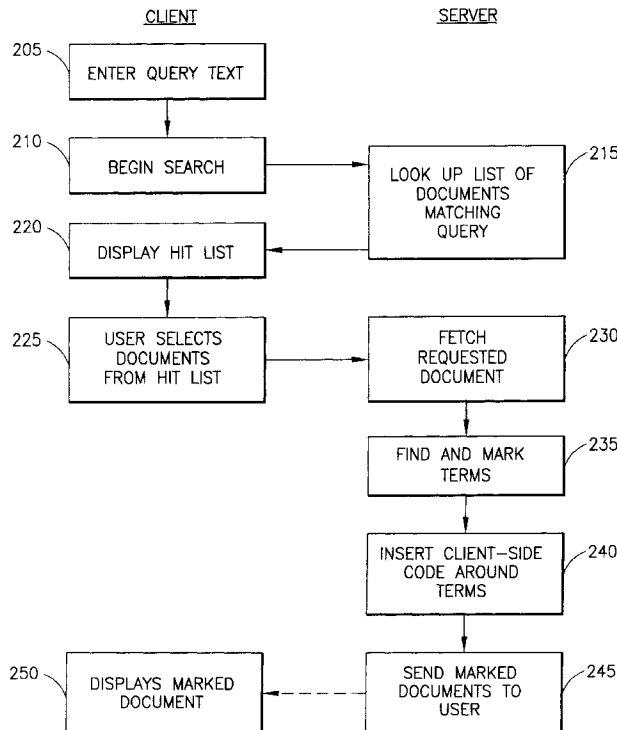 CLIENT
SERVER
205
ENTER QUERY TEXT
210
BEGIN SEARCH
215
LOOK UP LIST OF
DOCUMENTS
MATCHING
QUERY
220
DISPLAY HIT LIST
225
USER SELECTS
DOCUMENTS
FROM HIT LIST
FETCH
REQUESTED
DOCUMENT
230
FIND AND MARK
TERMS
235
INSERT CLIENT-SIDE
CODE AROUND
TERMS
240
250
DISPLAYS MARKED
DOCUMENT
SEND MARKED
DOCUMENTS TO
USER
245